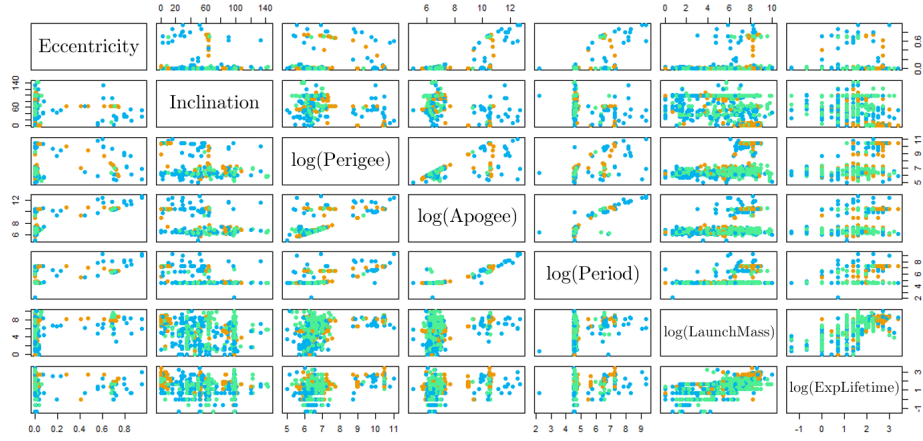 0 20 60 100 140 6 8 10 12 0 2 4 6 8 10
Eccentricity 0.0 0.6
0 60 140 Inclination
log(Perigee) 5 7 9 11
6 8 12 log(Apogee)
log(Period) 2 4 6 8
0 4 8 log(LaunchMass)
log(ExpLifetime) -1 1 3
0.0 0.2 0.4 0.6 0.8 5 6 7 8 9 10 11 2 3 4 5 6 7 8 9 -1 0 1 2 3